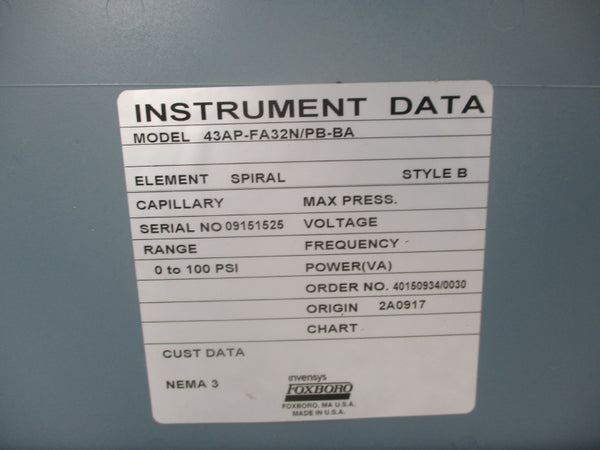 INSTRUMENT DATA
MODEL 43AP-FA32N/PB-BA
ELEMENT SPIRAL STYLE B
CAPILLARY MAX PRESS.
SERIAL NO 09151525 VOLTAGE
RANGE FREQUENCY
0 to 100 PSI POWER(VA)
ORDER NO. 40150934/0030
ORIGIN 2A0917
CHART
CUST DATA
NEMA 3
invensys
FOXBORO
FOXBORO, MA U.S.A.
MADE IN U.S.A.